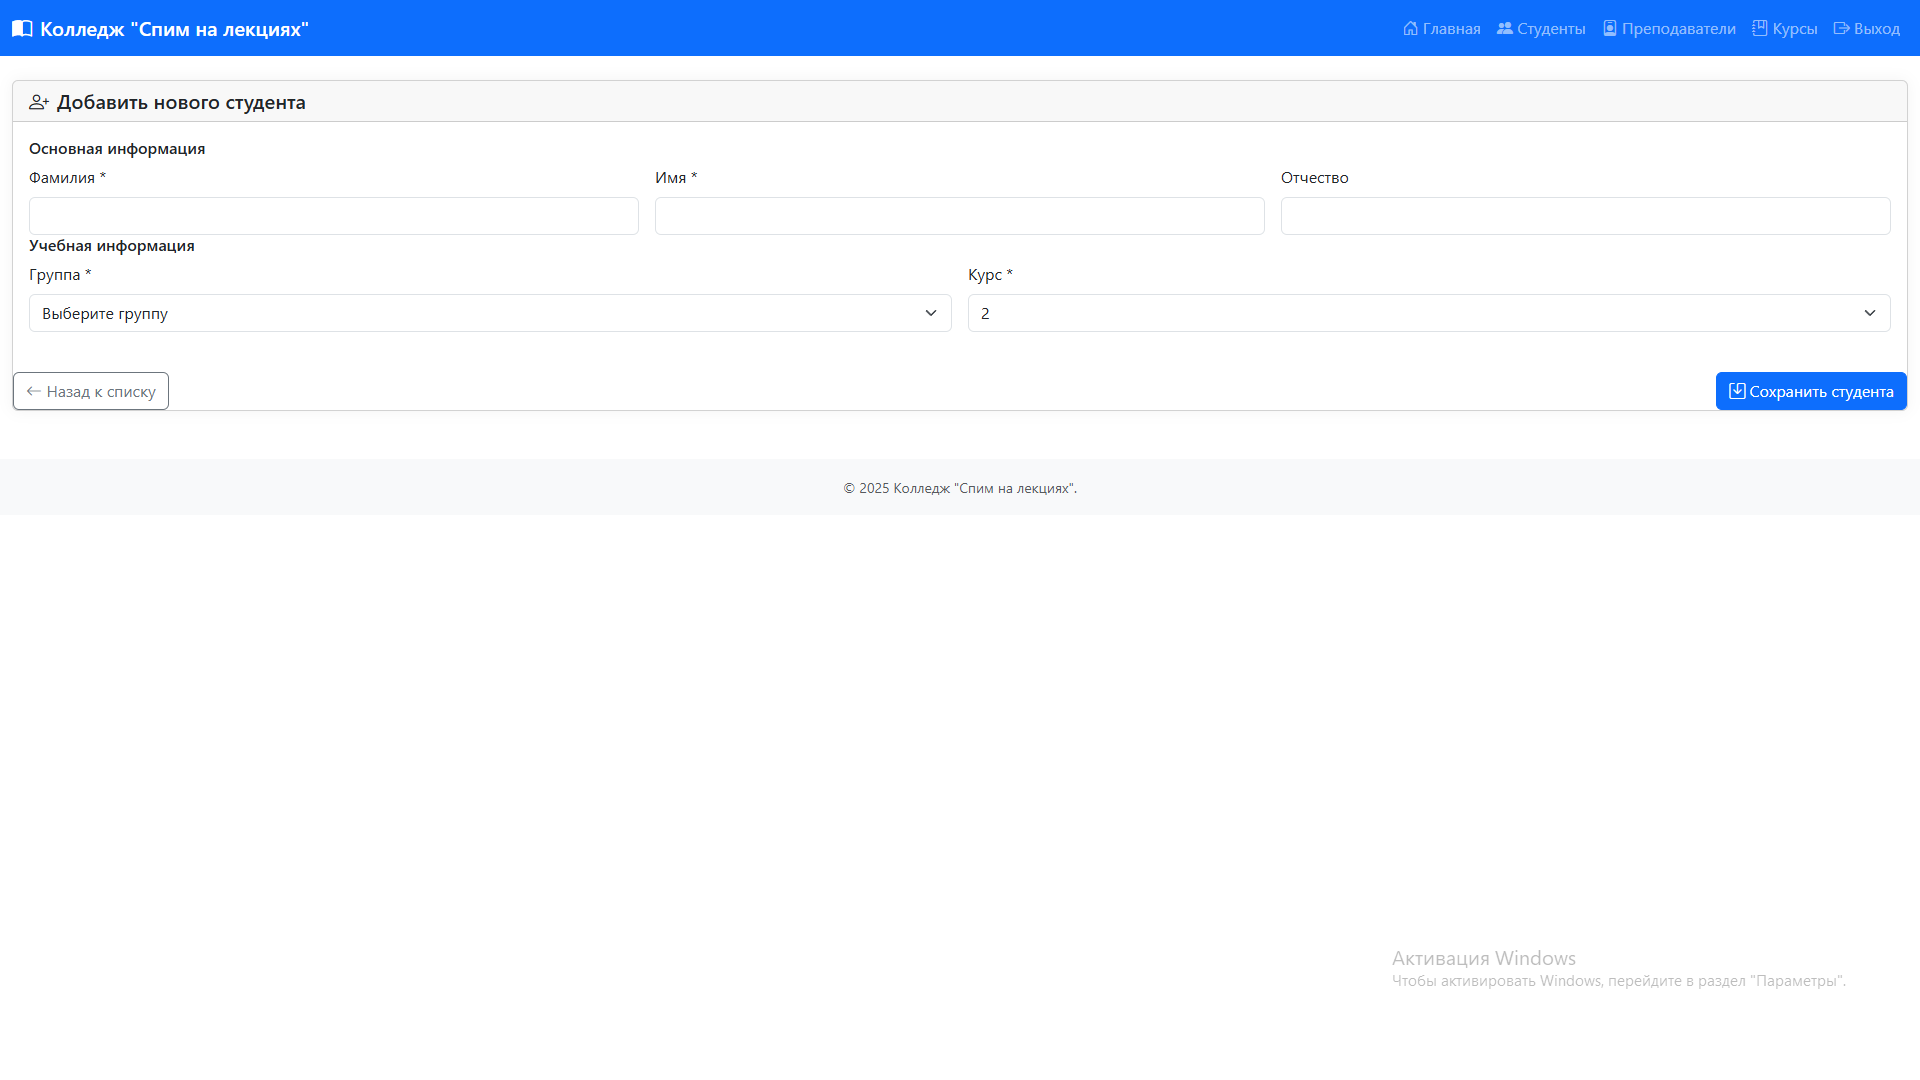 Колледж "Спим на лекциях"
Главная Студенты Преподаватели Курсы Выход
Добавить нового студента
Основная информация
Фамилия * Имя * Отчество
Учебная информация
Группа * Курс *
Выберите группу 2
Назад к списку Сохранить студента
© 2025 Колледж "Спим на лекциях".
Активация Windows
Чтобы активировать Windows, перейдите в раздел "Параметры".